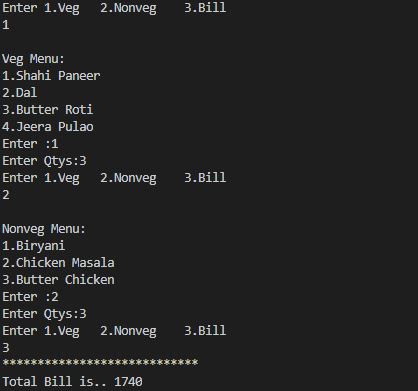 Enter 1.Veg   2.Nonveg    3.Bill
1
Veg Menu:
1.Shahi Paneer
2.Dal
3.Butter Roti
4.Jeera Pulao
Enter :1
Enter Qtys:3
Enter 1.Veg   2.Nonveg    3.Bill
2
Nonveg Menu:
1.Biryani
2.Chicken Masala
3.Butter Chicken
Enter :2
Enter Qtys:3
Enter 1.Veg   2.Nonveg    3.Bill
3
****************************
Total Bill is.. 1740